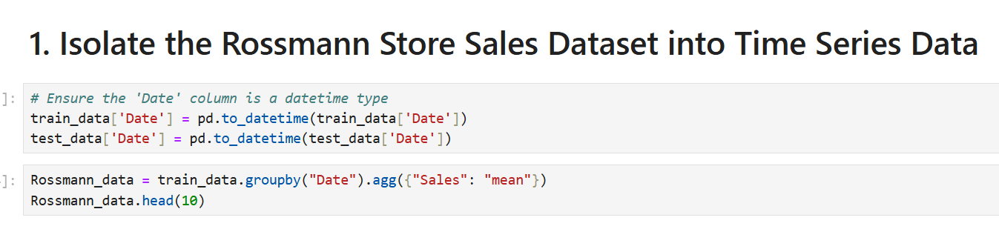 1. Isolate the Rossmann Store Sales Dataset into Time Series Data
]:
# Ensure the 'Date' column is a datetime type
train_data['Date'] = pd.to_datetime(train_data['Date'])
test_data['Date'] = pd.to_datetime(test_data['Date'])
]:
Rossmann_data = train_data.groupby("Date").agg({"Sales": "mean"})
Rossmann_data.head(10)